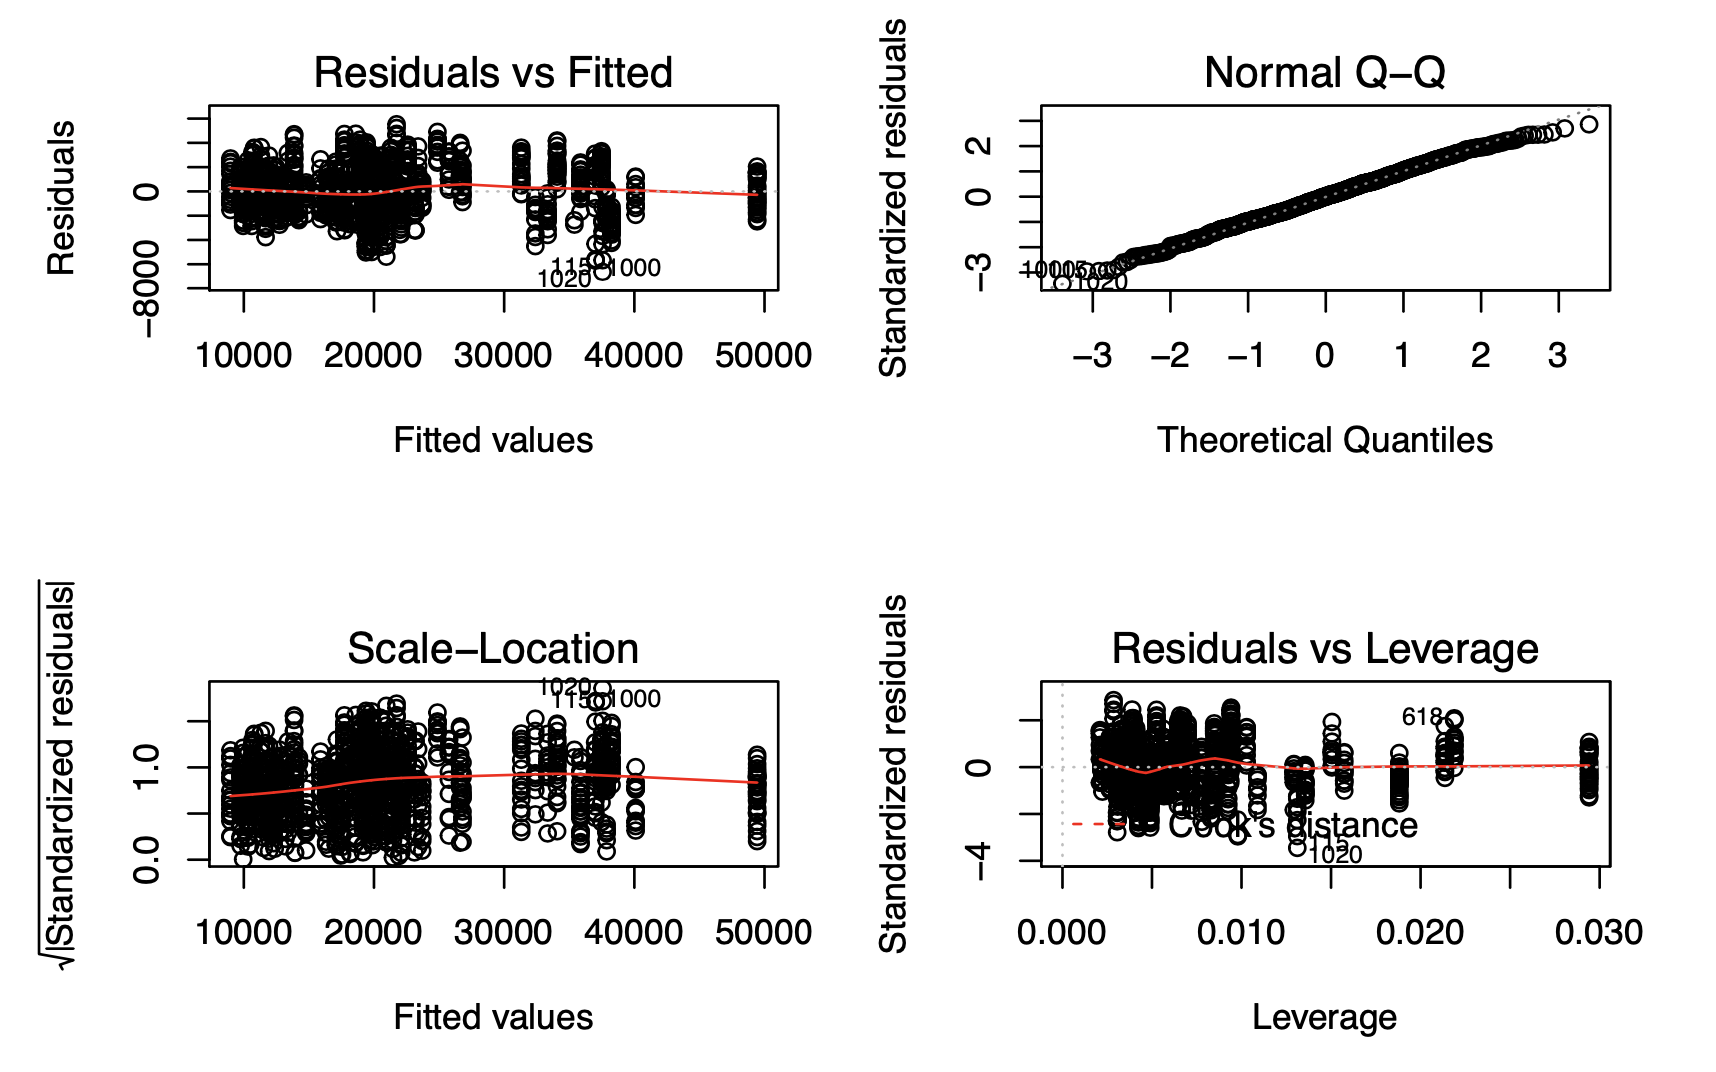 Residuals vs Fitted
Residuals
0
−8000
115
1000
1020
10000 20000 30000 40000 50000
Fitted values
Normal Q−Q
Standardized residuals
2
0
−3
1020
−3 −2 −1 0 1 2 3
Theoretical Quantiles
Scale−Location
√|Standardized residuals|
1.0
0.0
1020
115
1000
10000 20000 30000 40000 50000
Fitted values
Residuals vs Leverage
Standardized residuals
0
−4
618
Cook's distance
115
1020
0.000 0.010 0.020 0.030
Leverage